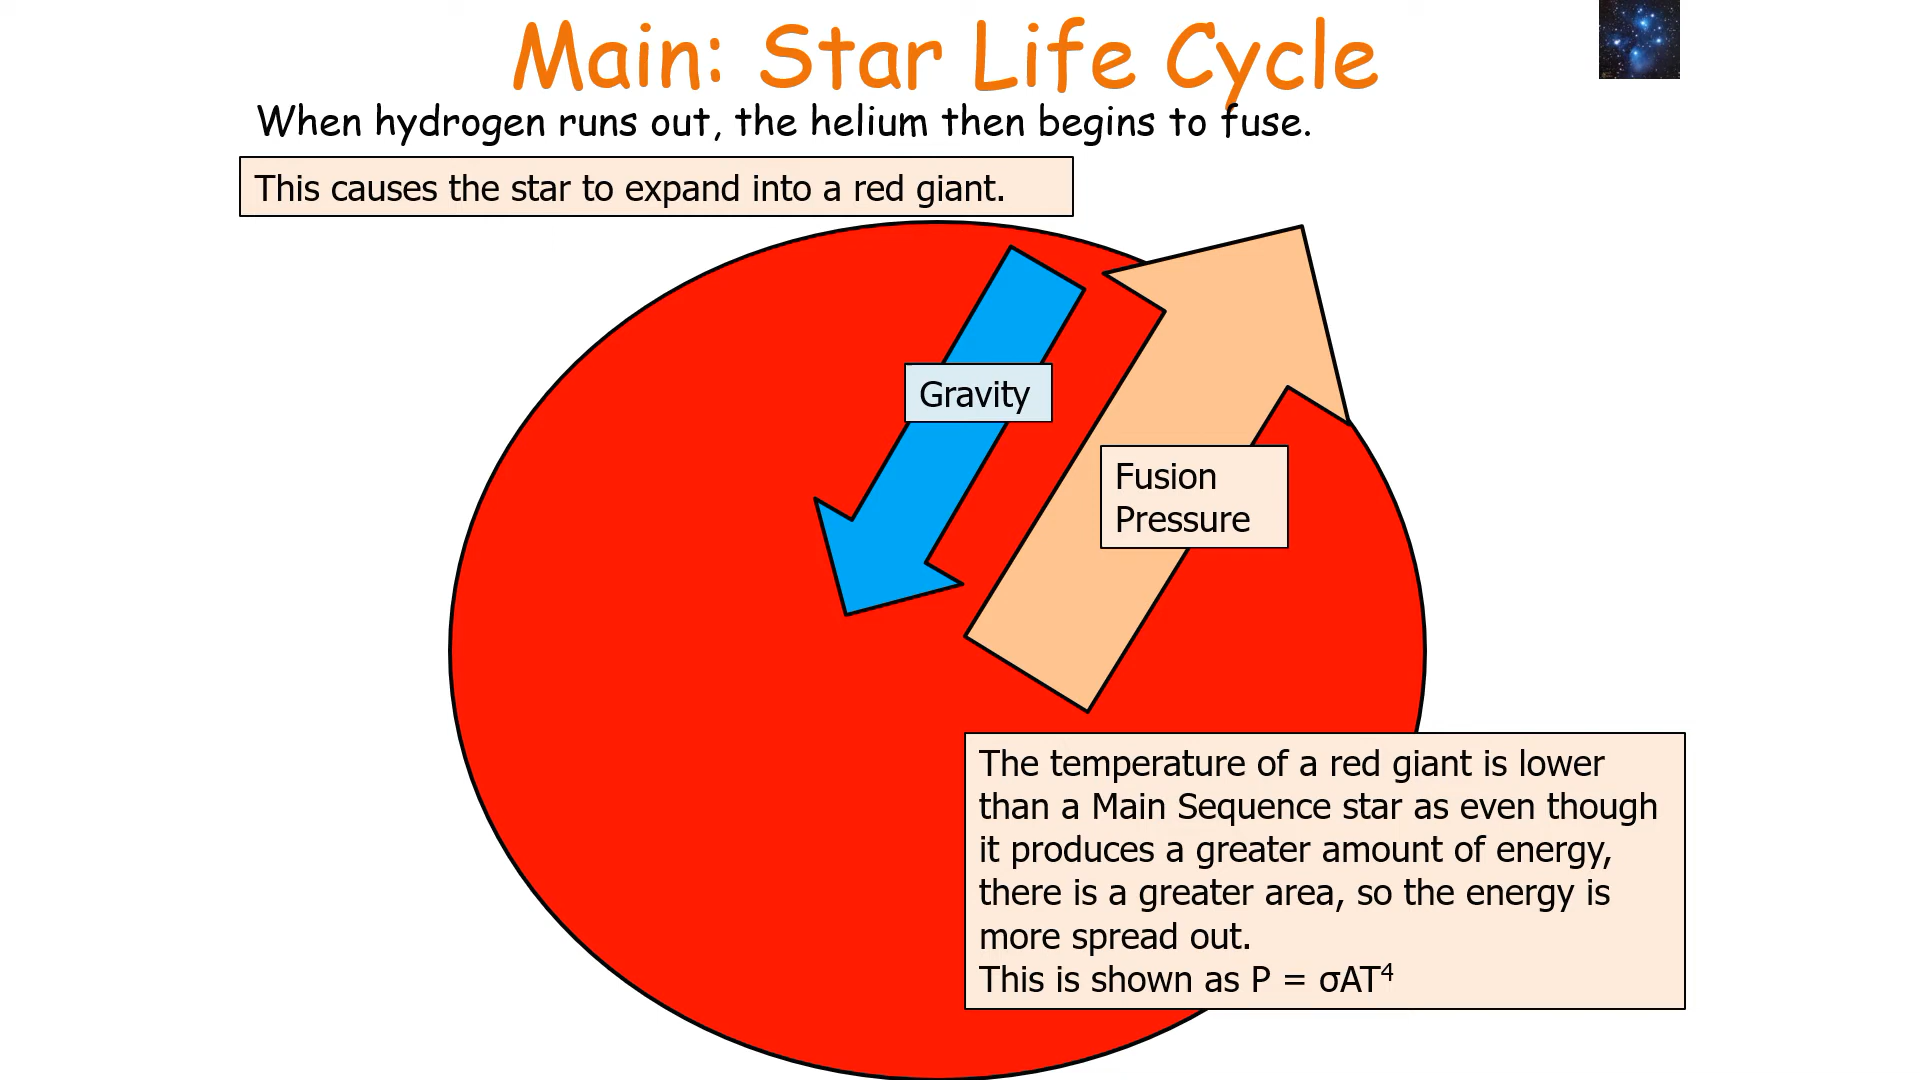 Main: Star Life Cycle
When hydrogen runs out, the helium then begins to fuse.
This causes the star to expand into a red giant.
Gravity
Fusion
Pressure
The temperature of a red giant is lower
than a Main Sequence star as even though
it produces a greater amount of energy,
there is a greater area, so the energy is
more spread out.
This is shown as P = σAT⁴